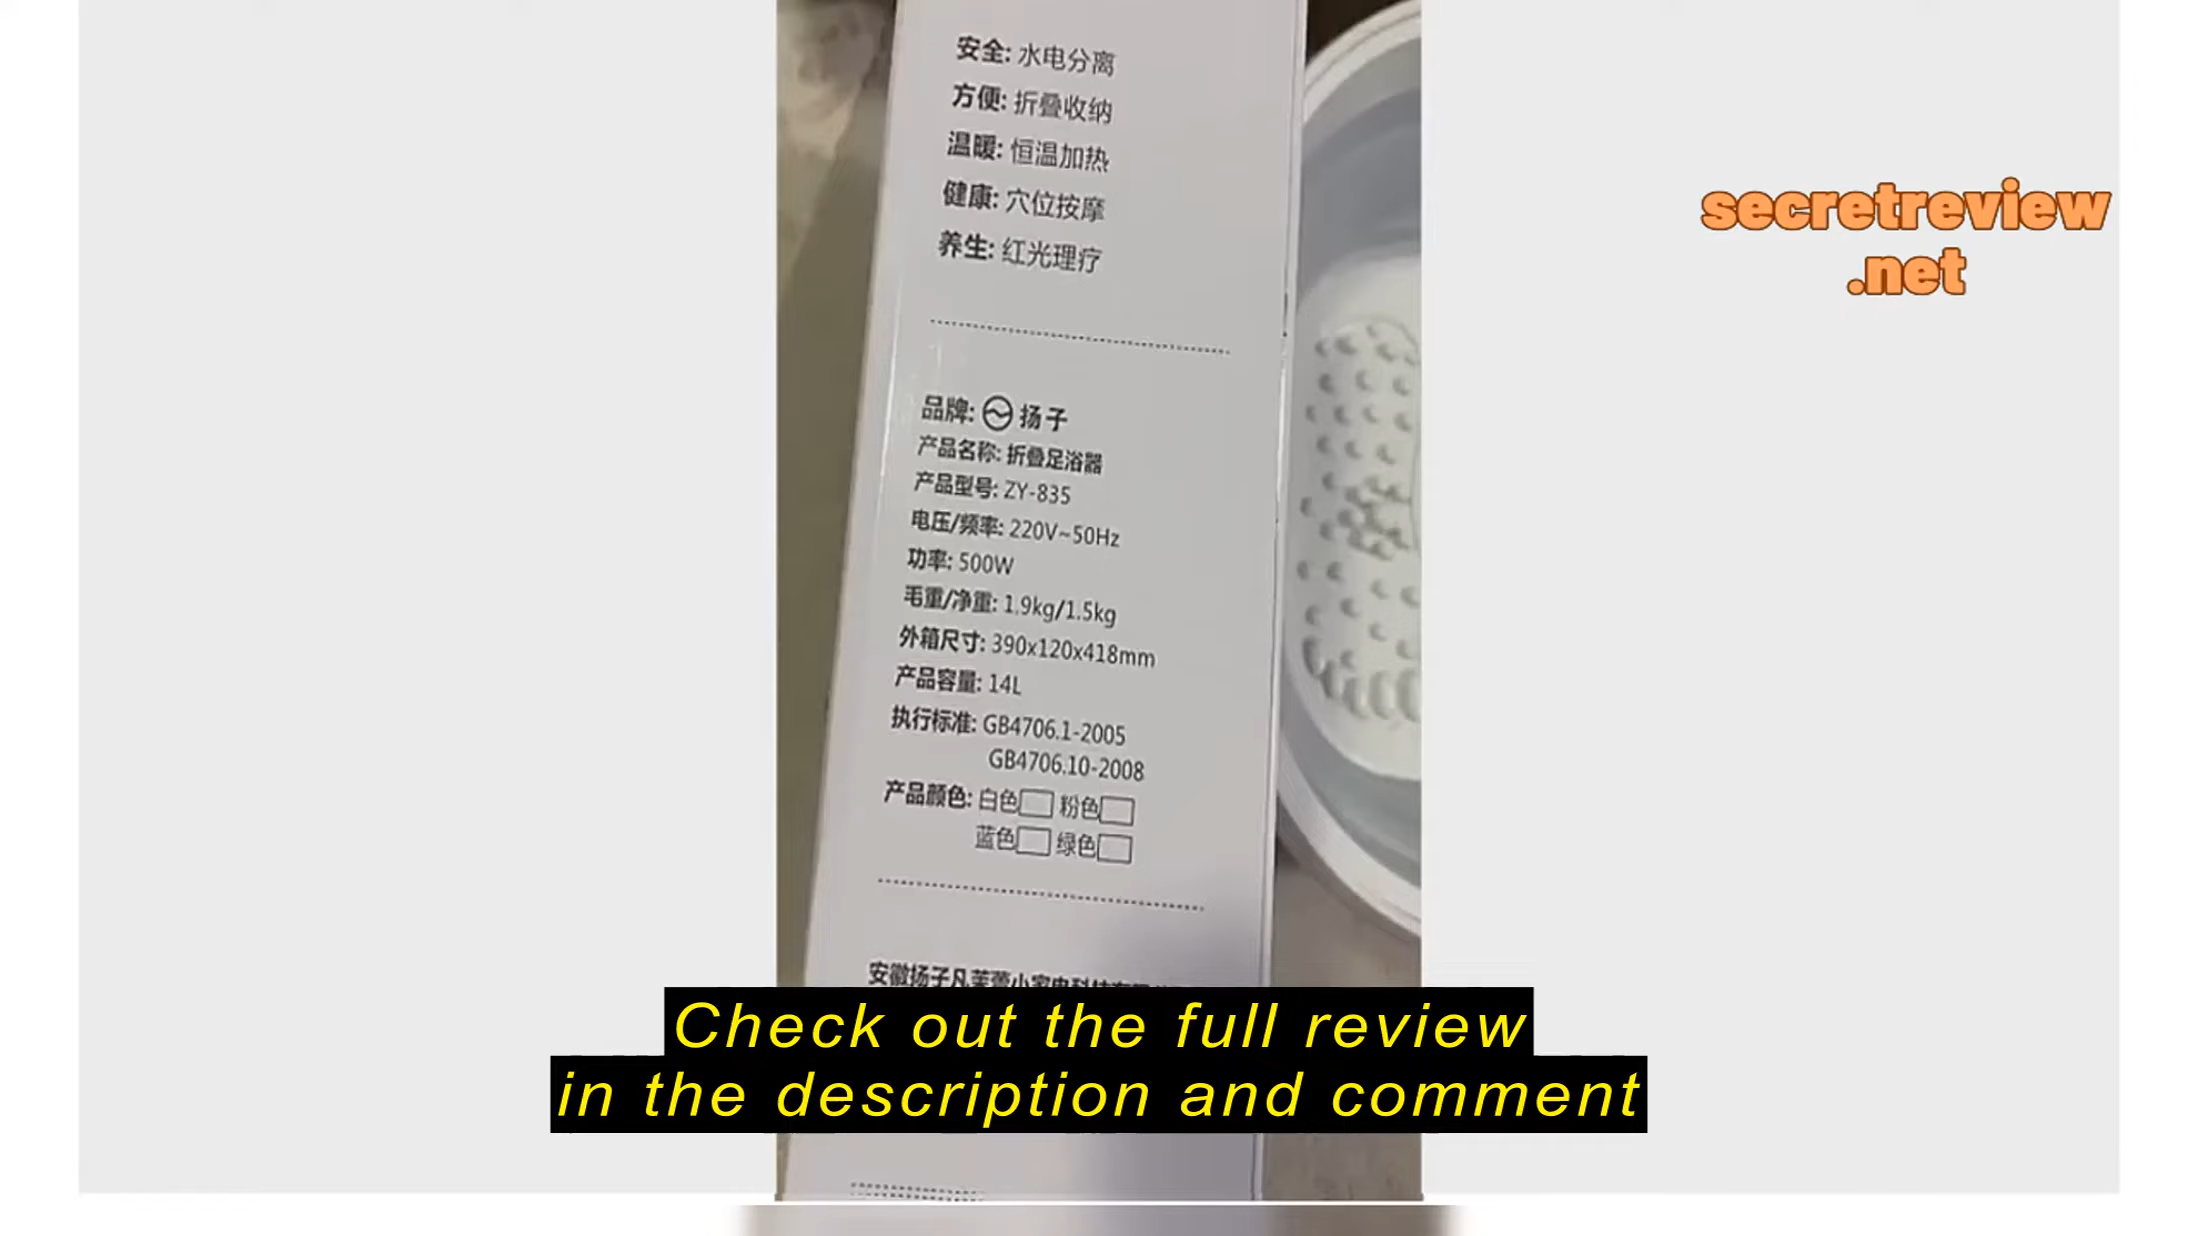 安全: 水电分离
方便: 折叠收纳
温暖: 恒温加热
健康: 穴位按摩
养生: 红光理疗
secretreview
.net
品牌: 扬子
产品名称: 折叠足浴器
产品型号: ZY-835
电压/频率: 220V~50Hz
功率: 500W
毛重/净重: 1.9kg/1.5kg
外箱尺寸: 390x120x418mm
产品容量: 14L
执行标准: GB4706.1-2005
GB4706.10-2008
产品颜色: 白色 粉色
蓝色 绿色
安徽扬子凡
Check out the full review
in the description and comment